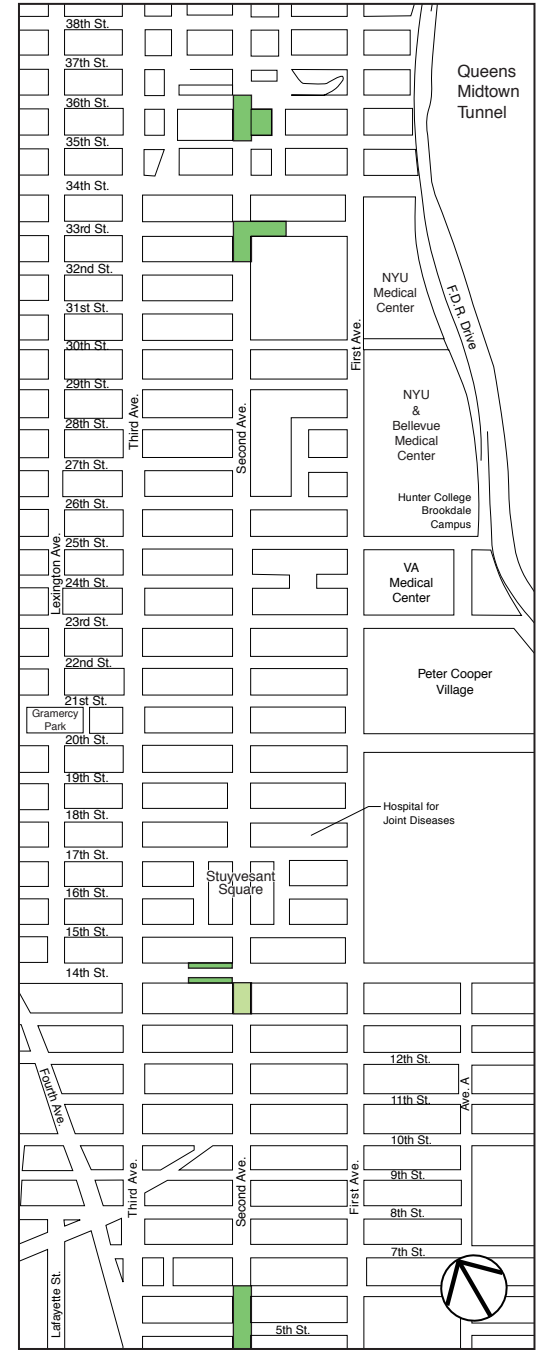 38th St.
37th St.
Queens
Midtown
Tunnel
36th St.
35th St.
34th St.
33rd St.
32nd St.
NYU
Medical
Center
F.D.R. Drive
31st St.
First Ave.
30th St.
29th St.
Third Ave.
Second Ave.
NYU
&
Bellevue
Medical
Center
28th St.
27th St.
Hunter College
Brookdale
Campus
26th St.
Lexington Ave.
25th St.
VA
Medical
Center
24th St.
23rd St.
22nd St.
Peter Cooper
Village
21st St.
Gramercy
Park
20th St.
19th St.
Hospital for
Joint Diseases
18th St.
17th St.
Stuyvesant
Square
16th St.
15th St.
14th St.
12th St.
Fourth Ave.
Ave. A
11th St.
10th St.
Third Ave.
Second Ave.
First Ave.
9th St.
8th St.
7th St.
Lafayette St.
5th St.